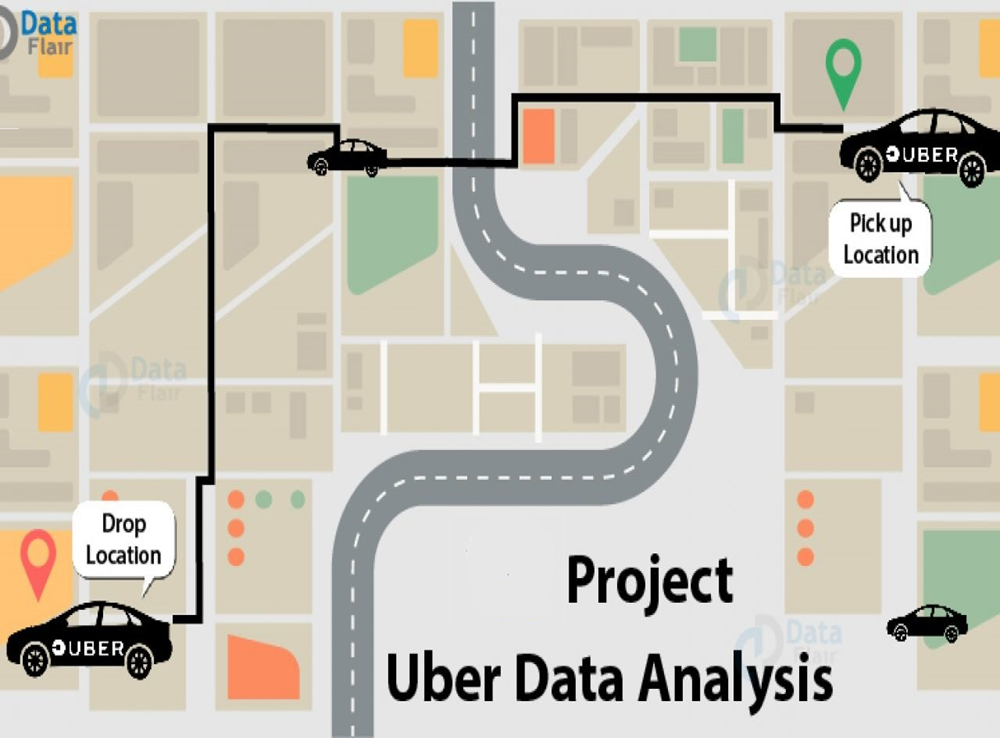 Data
Flair
UBER
Pick up
Location
Data
Flair
Data
Flair
Drop
Location
UBER
Project
Data
Flair
Uber Data Analysis